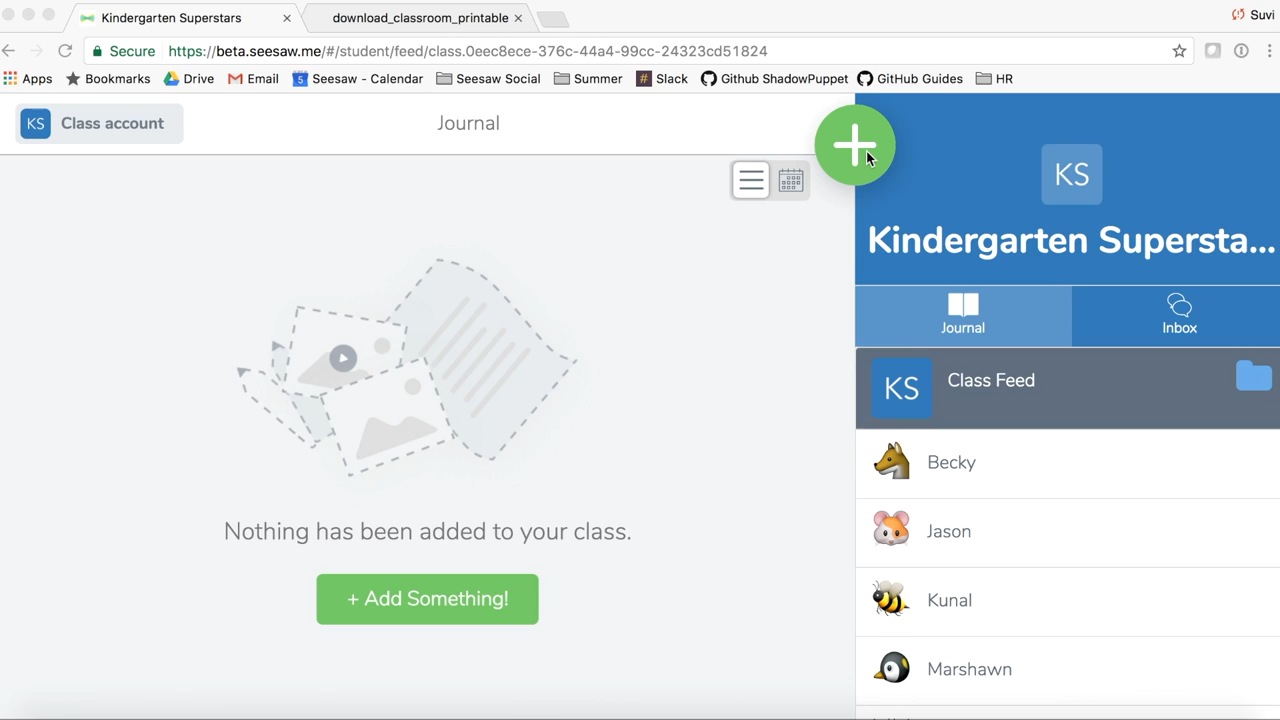 Kindergarten Superstars
download_classroom_printable
Suvi
Secure https://beta.seesaw.me/#/student/feed/class.0eec8ece-376c-44a4-99cc-24323cd51824
Apps Bookmarks Drive Email 5 Seesaw - Calendar Seesaw Social Summer # Slack Github ShadowPuppet GitHub Guides HR
KS Class account
Journal
KS
Kindergarten Supersta...
Journal
Inbox
KS Class Feed
Becky
Jason
Kunal
Marshawn
Nothing has been added to your class.
+ Add Something!